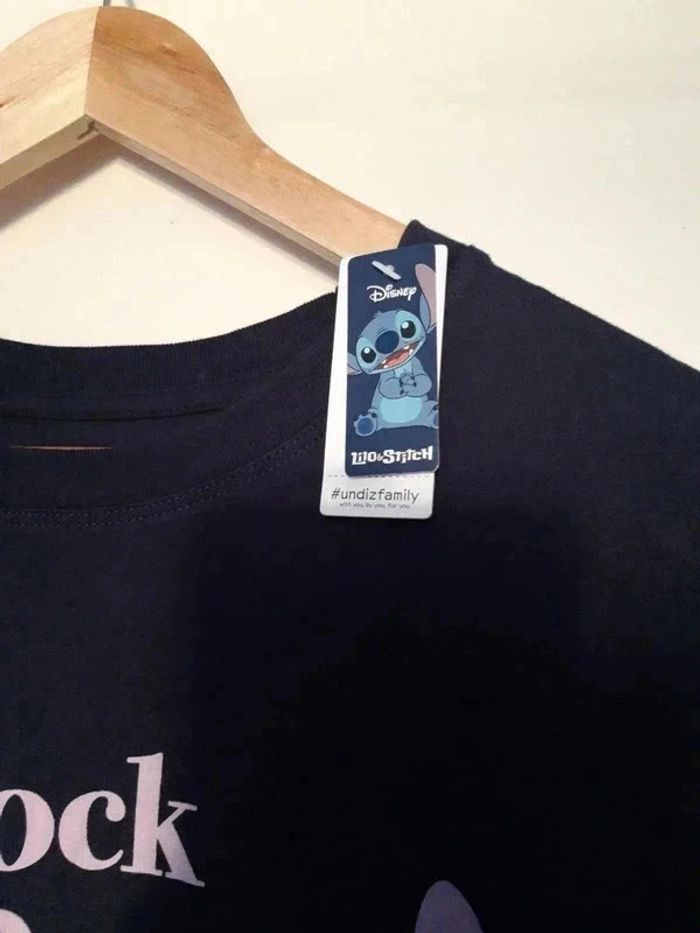 Disney
Lilo & Stitch
#undizfamily
with you, by you, for you
ock